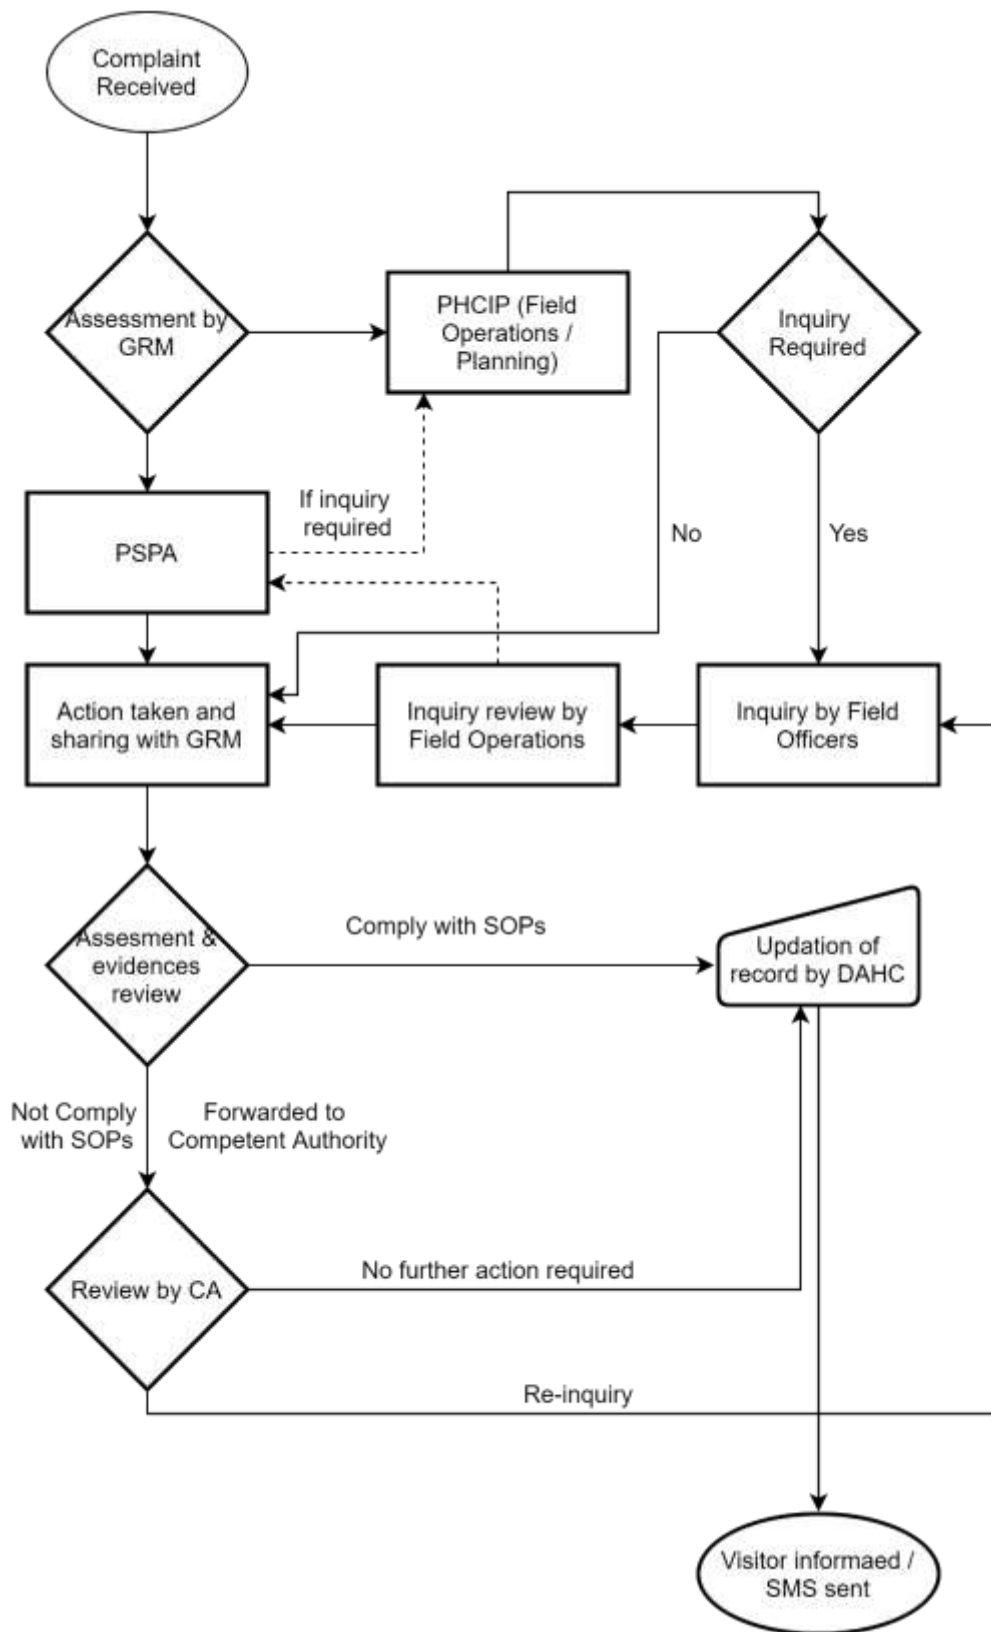 Complaint
Received
Assessment by
GRM
PHCIP (Field
Operations /
Planning)
Inquiry
Required
If inquiry
required
PSPA
No
Yes
Action taken and
sharing with GRM
Inquiry review by
Field Operations
Inquiry by Field
Officers
Assesment &
evidences
review
Comply with SOPs
Updation of
record by DAHC
Not Comply
with SOPs
Forwarded to
Competent Authority
Review by CA
No further action required
Re-inquiry
Visitor informaed /
SMS sent